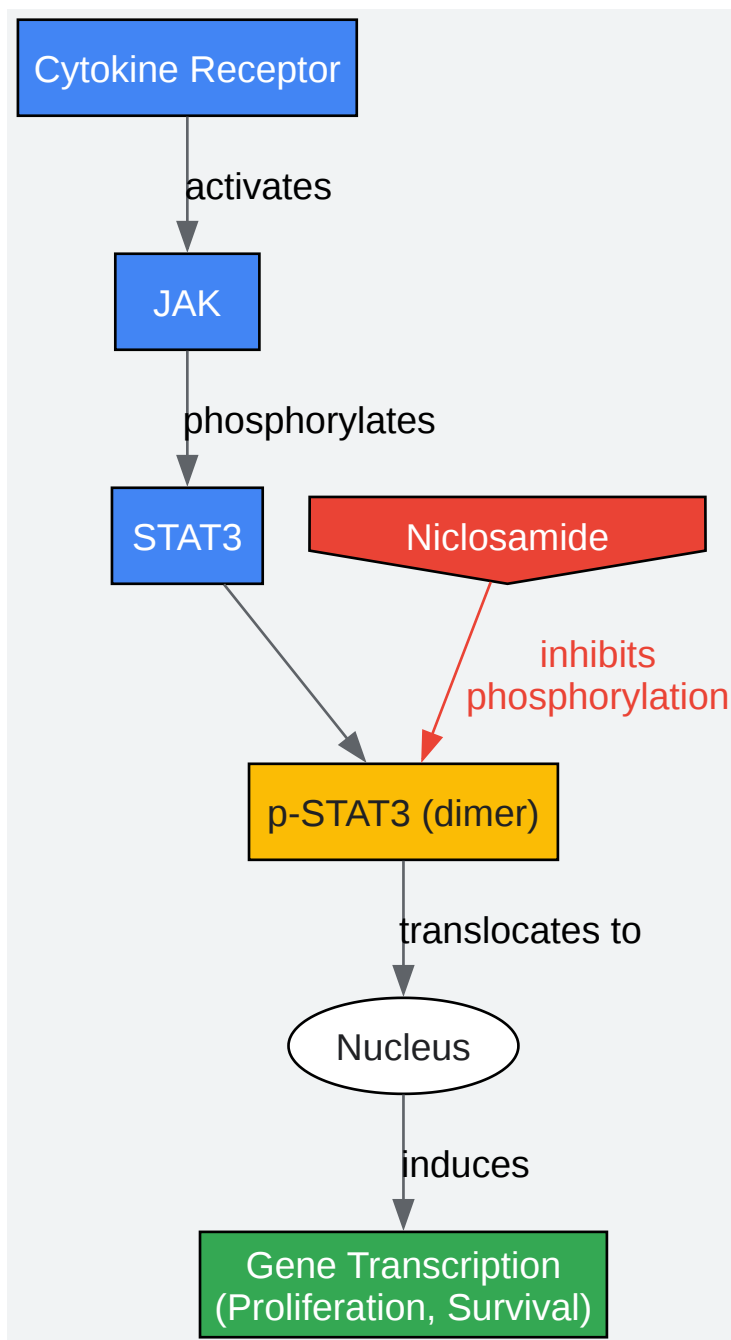 Cytokine Receptor
activates
JAK
phosphorylates
STAT3
Niclosamide
inhibits
phosphorylation
p-STAT3 (dimer)
translocates to
Nucleus
induces
Gene Transcription
(Proliferation, Survival)